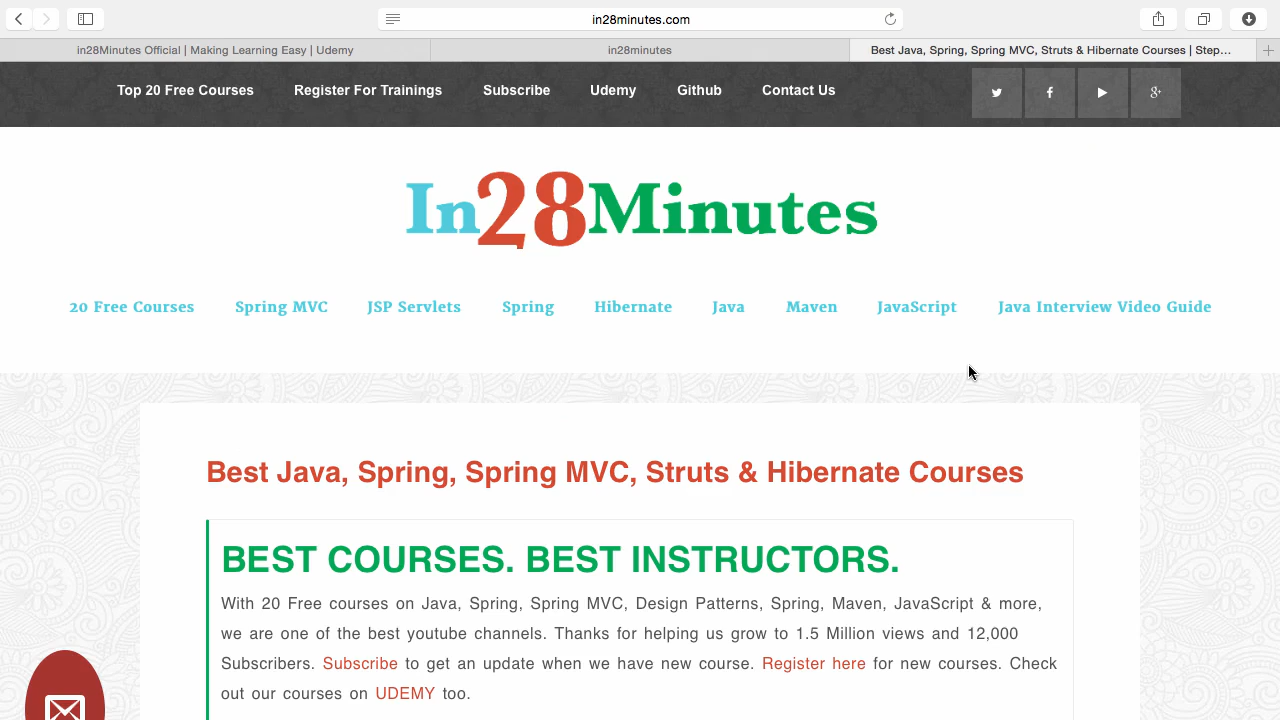 in28minutes.com
in28Minutes Official | Making Learning Easy | Udemy
in28minutes
Best Java, Spring, Spring MVC, Struts & Hibernate Courses | Step...
Top 20 Free Courses
Register For Trainings
Subscribe
Udemy
Github
Contact Us
In28Minutes
20 Free Courses
Spring MVC
JSP Servlets
Spring
Hibernate
Java
Maven
JavaScript
Java Interview Video Guide
Best Java, Spring, Spring MVC, Struts & Hibernate Courses
BEST COURSES. BEST INSTRUCTORS.
With 20 Free courses on Java, Spring, Spring MVC, Design Patterns, Spring, Maven, JavaScript & more,
we are one of the best youtube channels. Thanks for helping us grow to 1.5 Million views and 12,000
Subscribers. Subscribe to get an update when we have new course. Register here for new courses. Check
out our courses on UDEMY too.